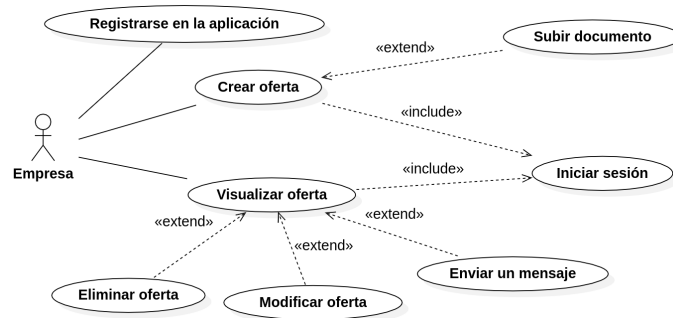 Registrarse en la aplicación
«extend»
Subir documento
Crear oferta
«include»
Empresa
«include»
Iniciar sesión
Visualizar oferta
«extend»
«extend»
«extend»
Enviar un mensaje
Eliminar oferta
Modificar oferta